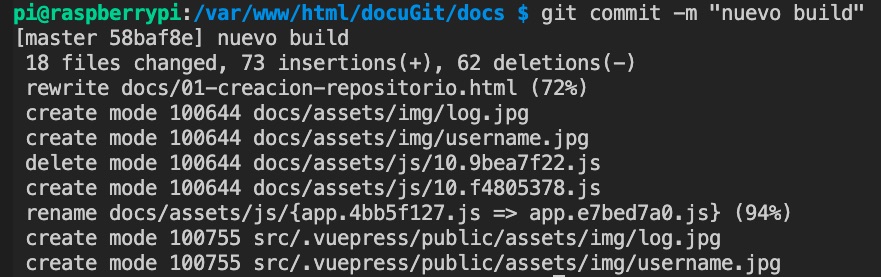 pi@raspberrypi:/var/www/html/docuGit/docs $ git commit -m "nuevo build"
[master 58baf8e] nuevo build
18 files changed, 73 insertions(+), 62 deletions(-)
rewrite docs/01-creacion-repositorio.html (72%)
create mode 100644 docs/assets/img/log.jpg
create mode 100644 docs/assets/img/username.jpg
delete mode 100644 docs/assets/js/10.9bea7f22.js
create mode 100644 docs/assets/js/10.f4805378.js
rename docs/assets/js/{app.4bb5f127.js => app.e7bed7a0.js} (94%)
create mode 100755 src/.vuepress/public/assets/img/log.jpg
create mode 100755 src/.vuepress/public/assets/img/username.jpg